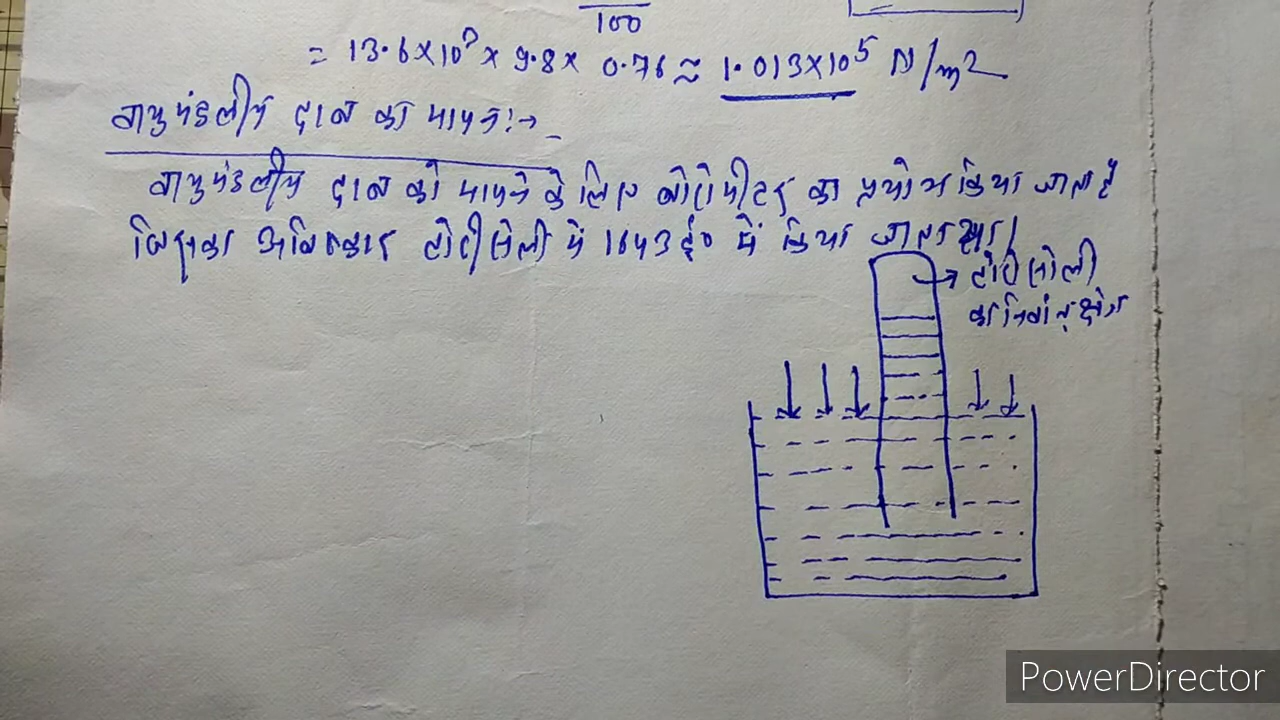 100
= 13.6×10³ × 9.8× 0.76 ≈ 1.013×10⁵ N/m²
वायुमंडलीय दाब का मापन:→
वायुमंडलीय दाब को मापने के लिए बैरोमीटर का प्रयोग किया जाता है
जिसका अविष्कार टोरीसेली में 1643 ई० में किया जाता था।
→ टोरीसेली
का निर्वात् क्षेत्र
PowerDirector